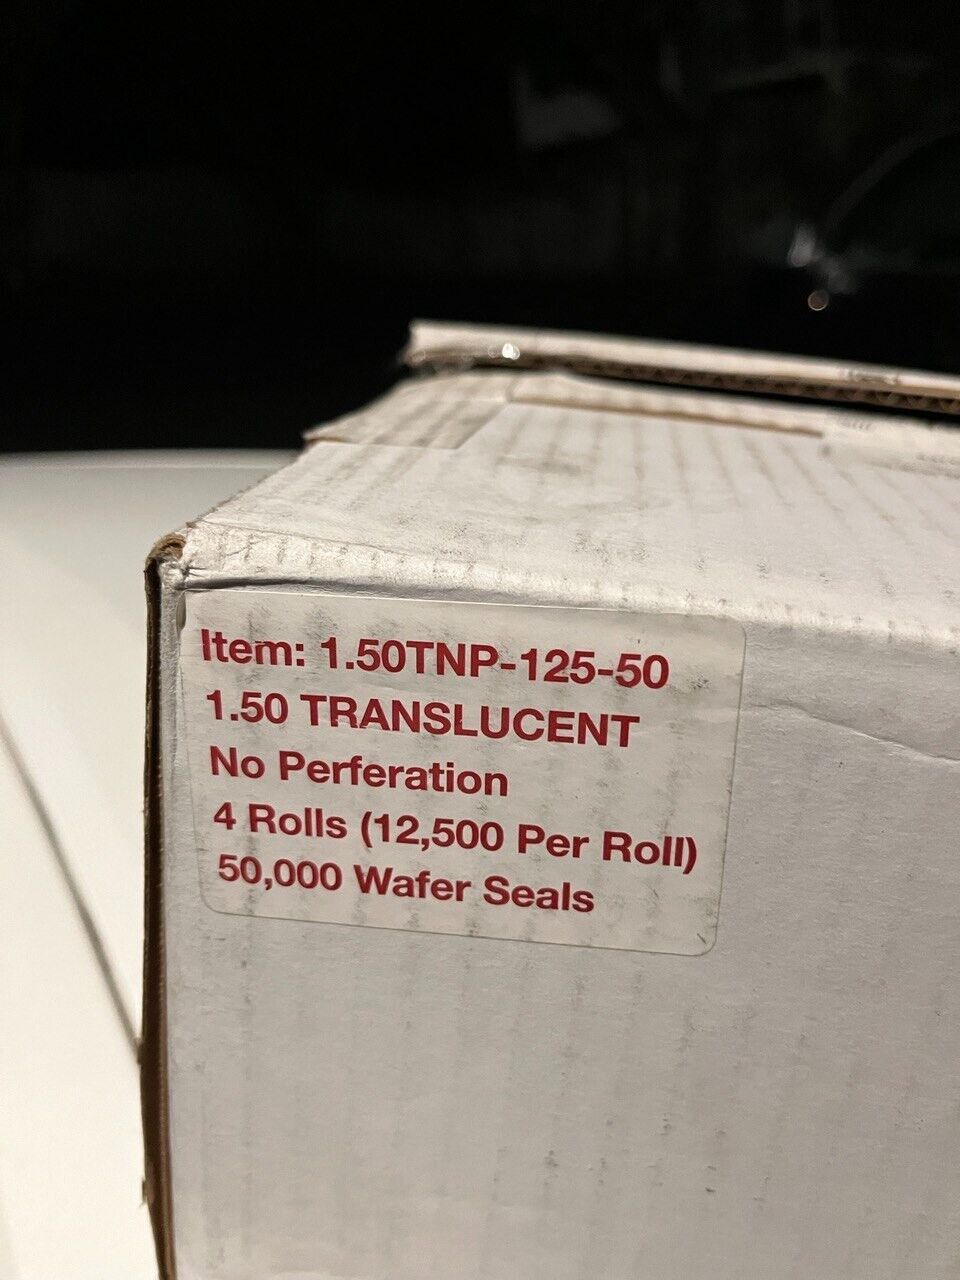 Item: 1.50TNP-125-50
1.50 TRANSLUCENT
No Perferation
4 Rolls (12,500 Per Roll)
50,000 Wafer Seals